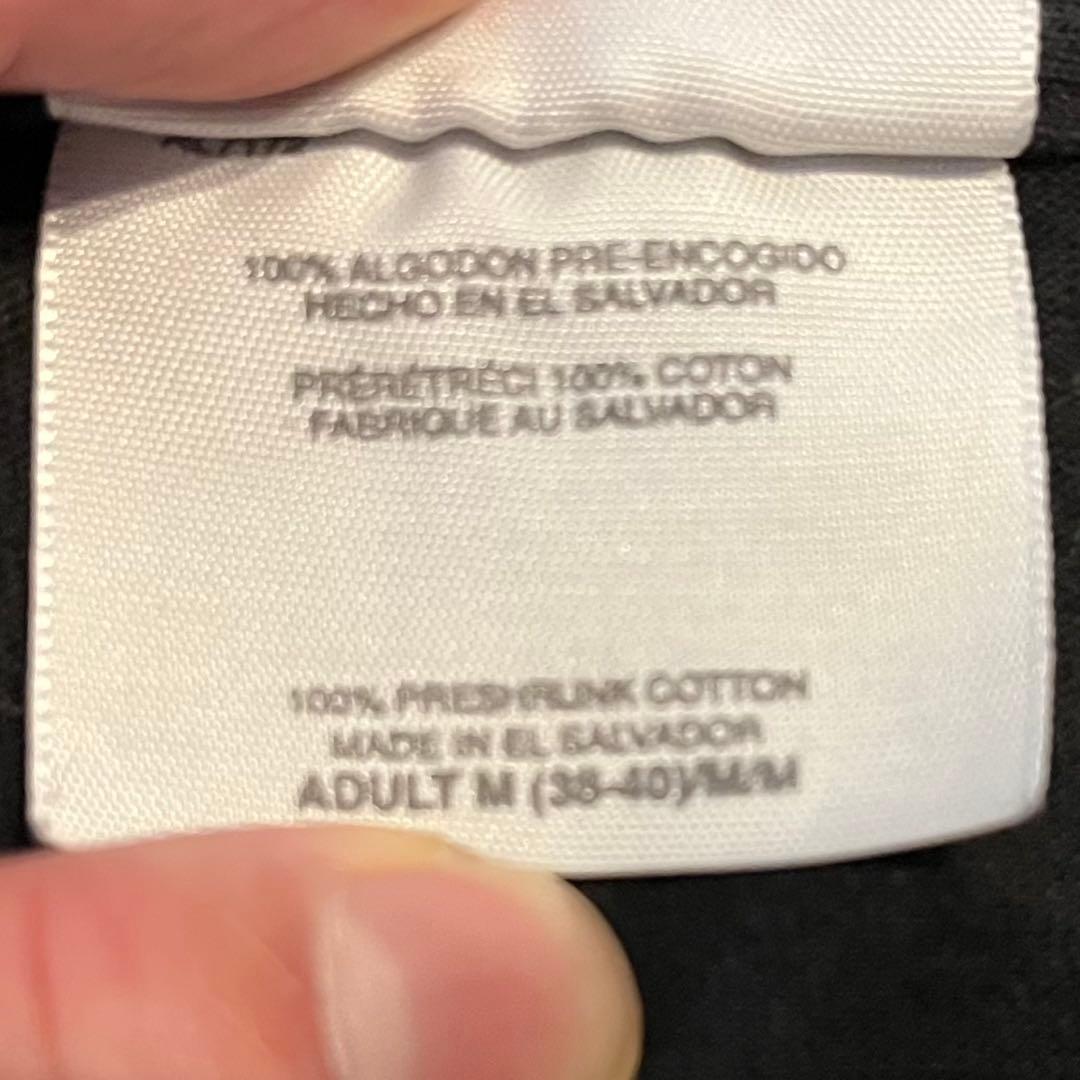 100% ALGODON PRE-ENCOGIDO
HECHO EN EL SALVADOR
PRÉRÉTRÉCI 100% COTON
FABRIQUE AU SALVADOR
100% PRESHRUNK COTTON
MADE IN EL SALVADOR
ADULT M (38-40)/M/M